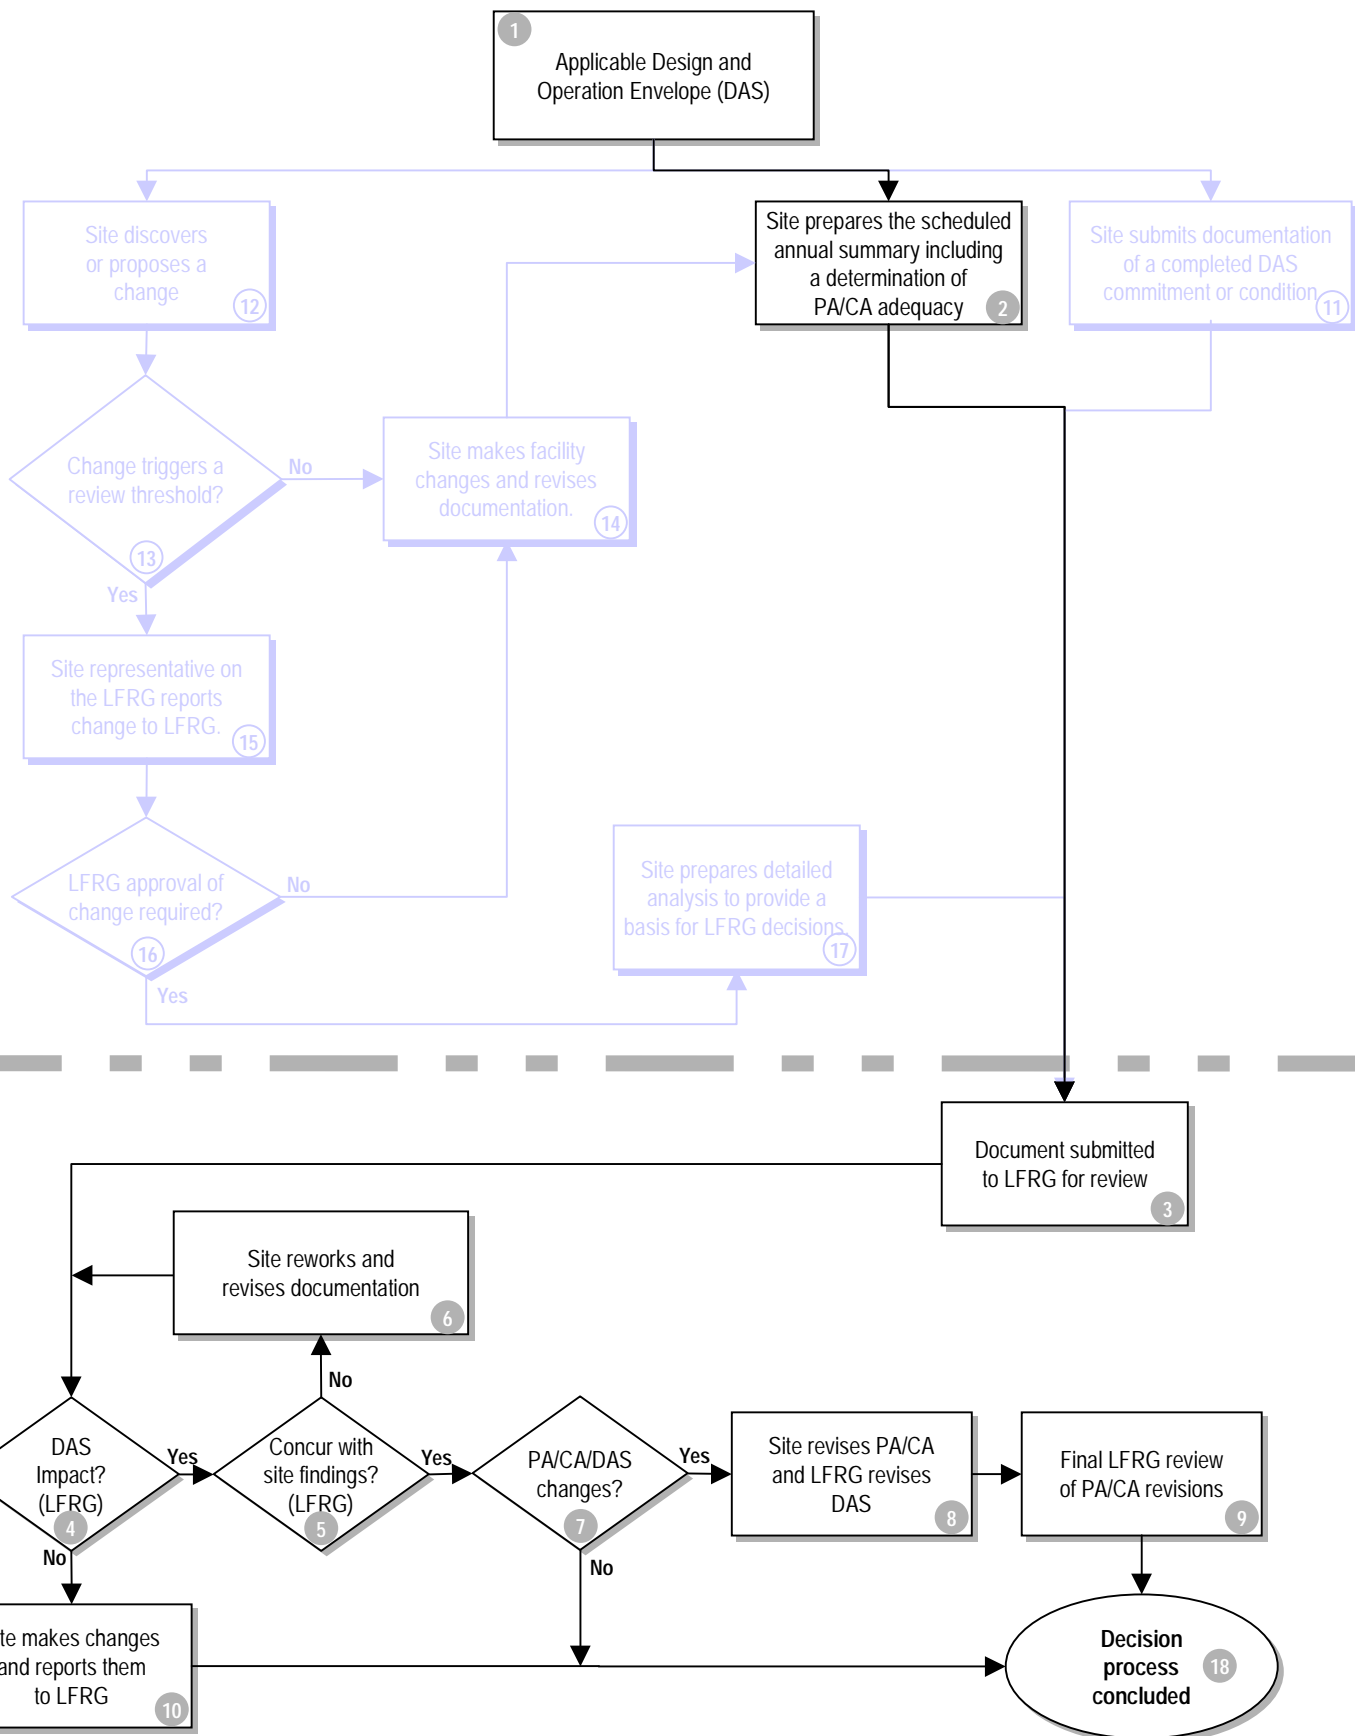 1
Applicable Design and
Operation Envelope (DAS)
Site discovers
or proposes a
change
12
Site prepares the scheduled
annual summary including
a determination of
PA/CA adequacy
2
Site submits documentation
of a completed DAS
commitment or condition
11
Change triggers a
review threshold?
13
No
Yes
Site makes facility
changes and revises
documentation.
14
Site representative on
the LFRG reports
change to LFRG.
15
LFRG approval of
change required?
16
No
Yes
Site prepares detailed
analysis to provide a
basis for LFRG decisions.
17
Document submitted
to LFRG for review
3
Site reworks and
revises documentation
6
No
DAS
Impact?
(LFRG)
4
Yes
No
Concur with
site findings?
(LFRG)
5
Yes
PA/CA/DAS
changes?
7
Yes
No
Site revises PA/CA
and LFRG revises
DAS
8
Final LFRG review
of PA/CA revisions
9
te makes changes
and reports them
to LFRG
10
Decision
process
concluded
18